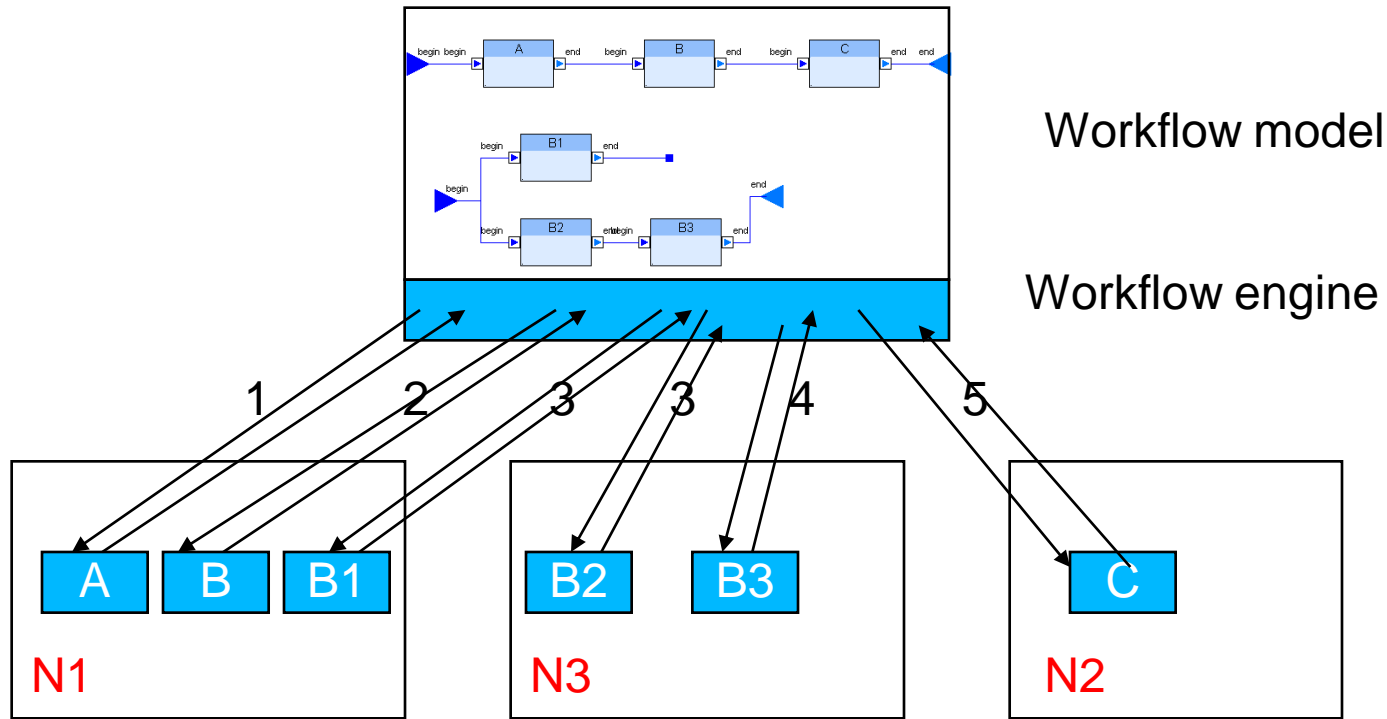 begin begin A end begin B end begin C end end
Workflow model
begin B1 end
begin end
begin B2 end begin B3 end
Workflow engine
1 2 3 3 4 5
A B B1 B2 B3 C
N1 N3 N2